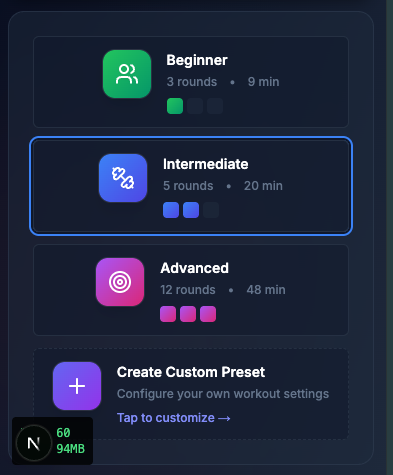 Beginner
3 rounds • 9 min
Intermediate
5 rounds • 20 min
Advanced
12 rounds • 48 min
Create Custom Preset
Configure your own workout settings
Tap to customize →
N
60
94MB